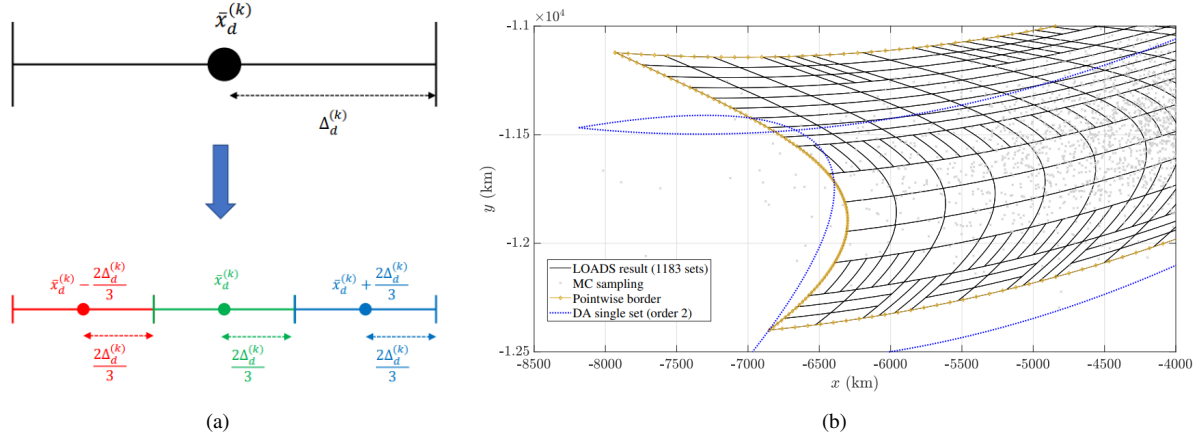 x̄_d^(k)
Δ_d^(k)
x̄_d^(k) − 2Δ_d^(k)/3
x̄_d^(k)
x̄_d^(k) + 2Δ_d^(k)/3
2Δ_d^(k)/3
2Δ_d^(k)/3
2Δ_d^(k)/3
(a)
×10^4
-11.1
-1.15
-1.2
-1.25
y (km)
LOADS result (1183 sets)
MC sampling
Pointwise border
DA single set (order 2)
-8500
-8000
-7500
-7000
-6500
-6000
-5500
-5000
-4500
-4000
x (km)
(b)